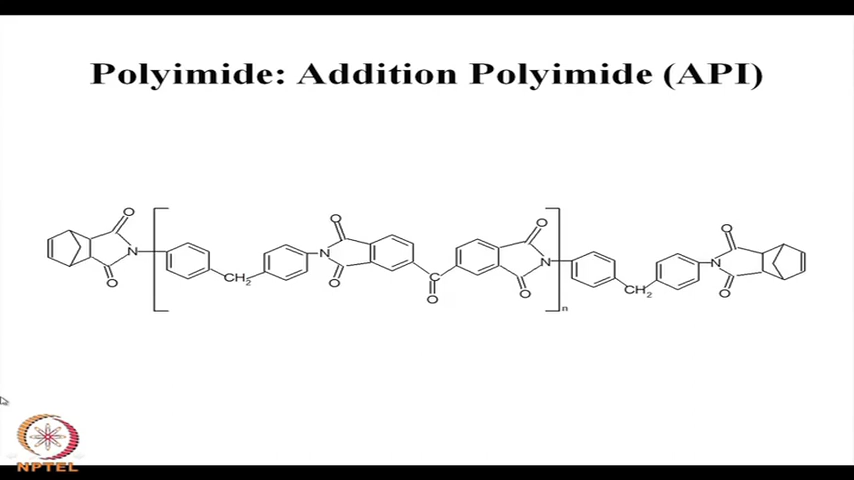 Polyimide: Addition Polyimide (API)
O O O O
N CH2 N C N CH2 N
O O O O O O
n
NPTEL